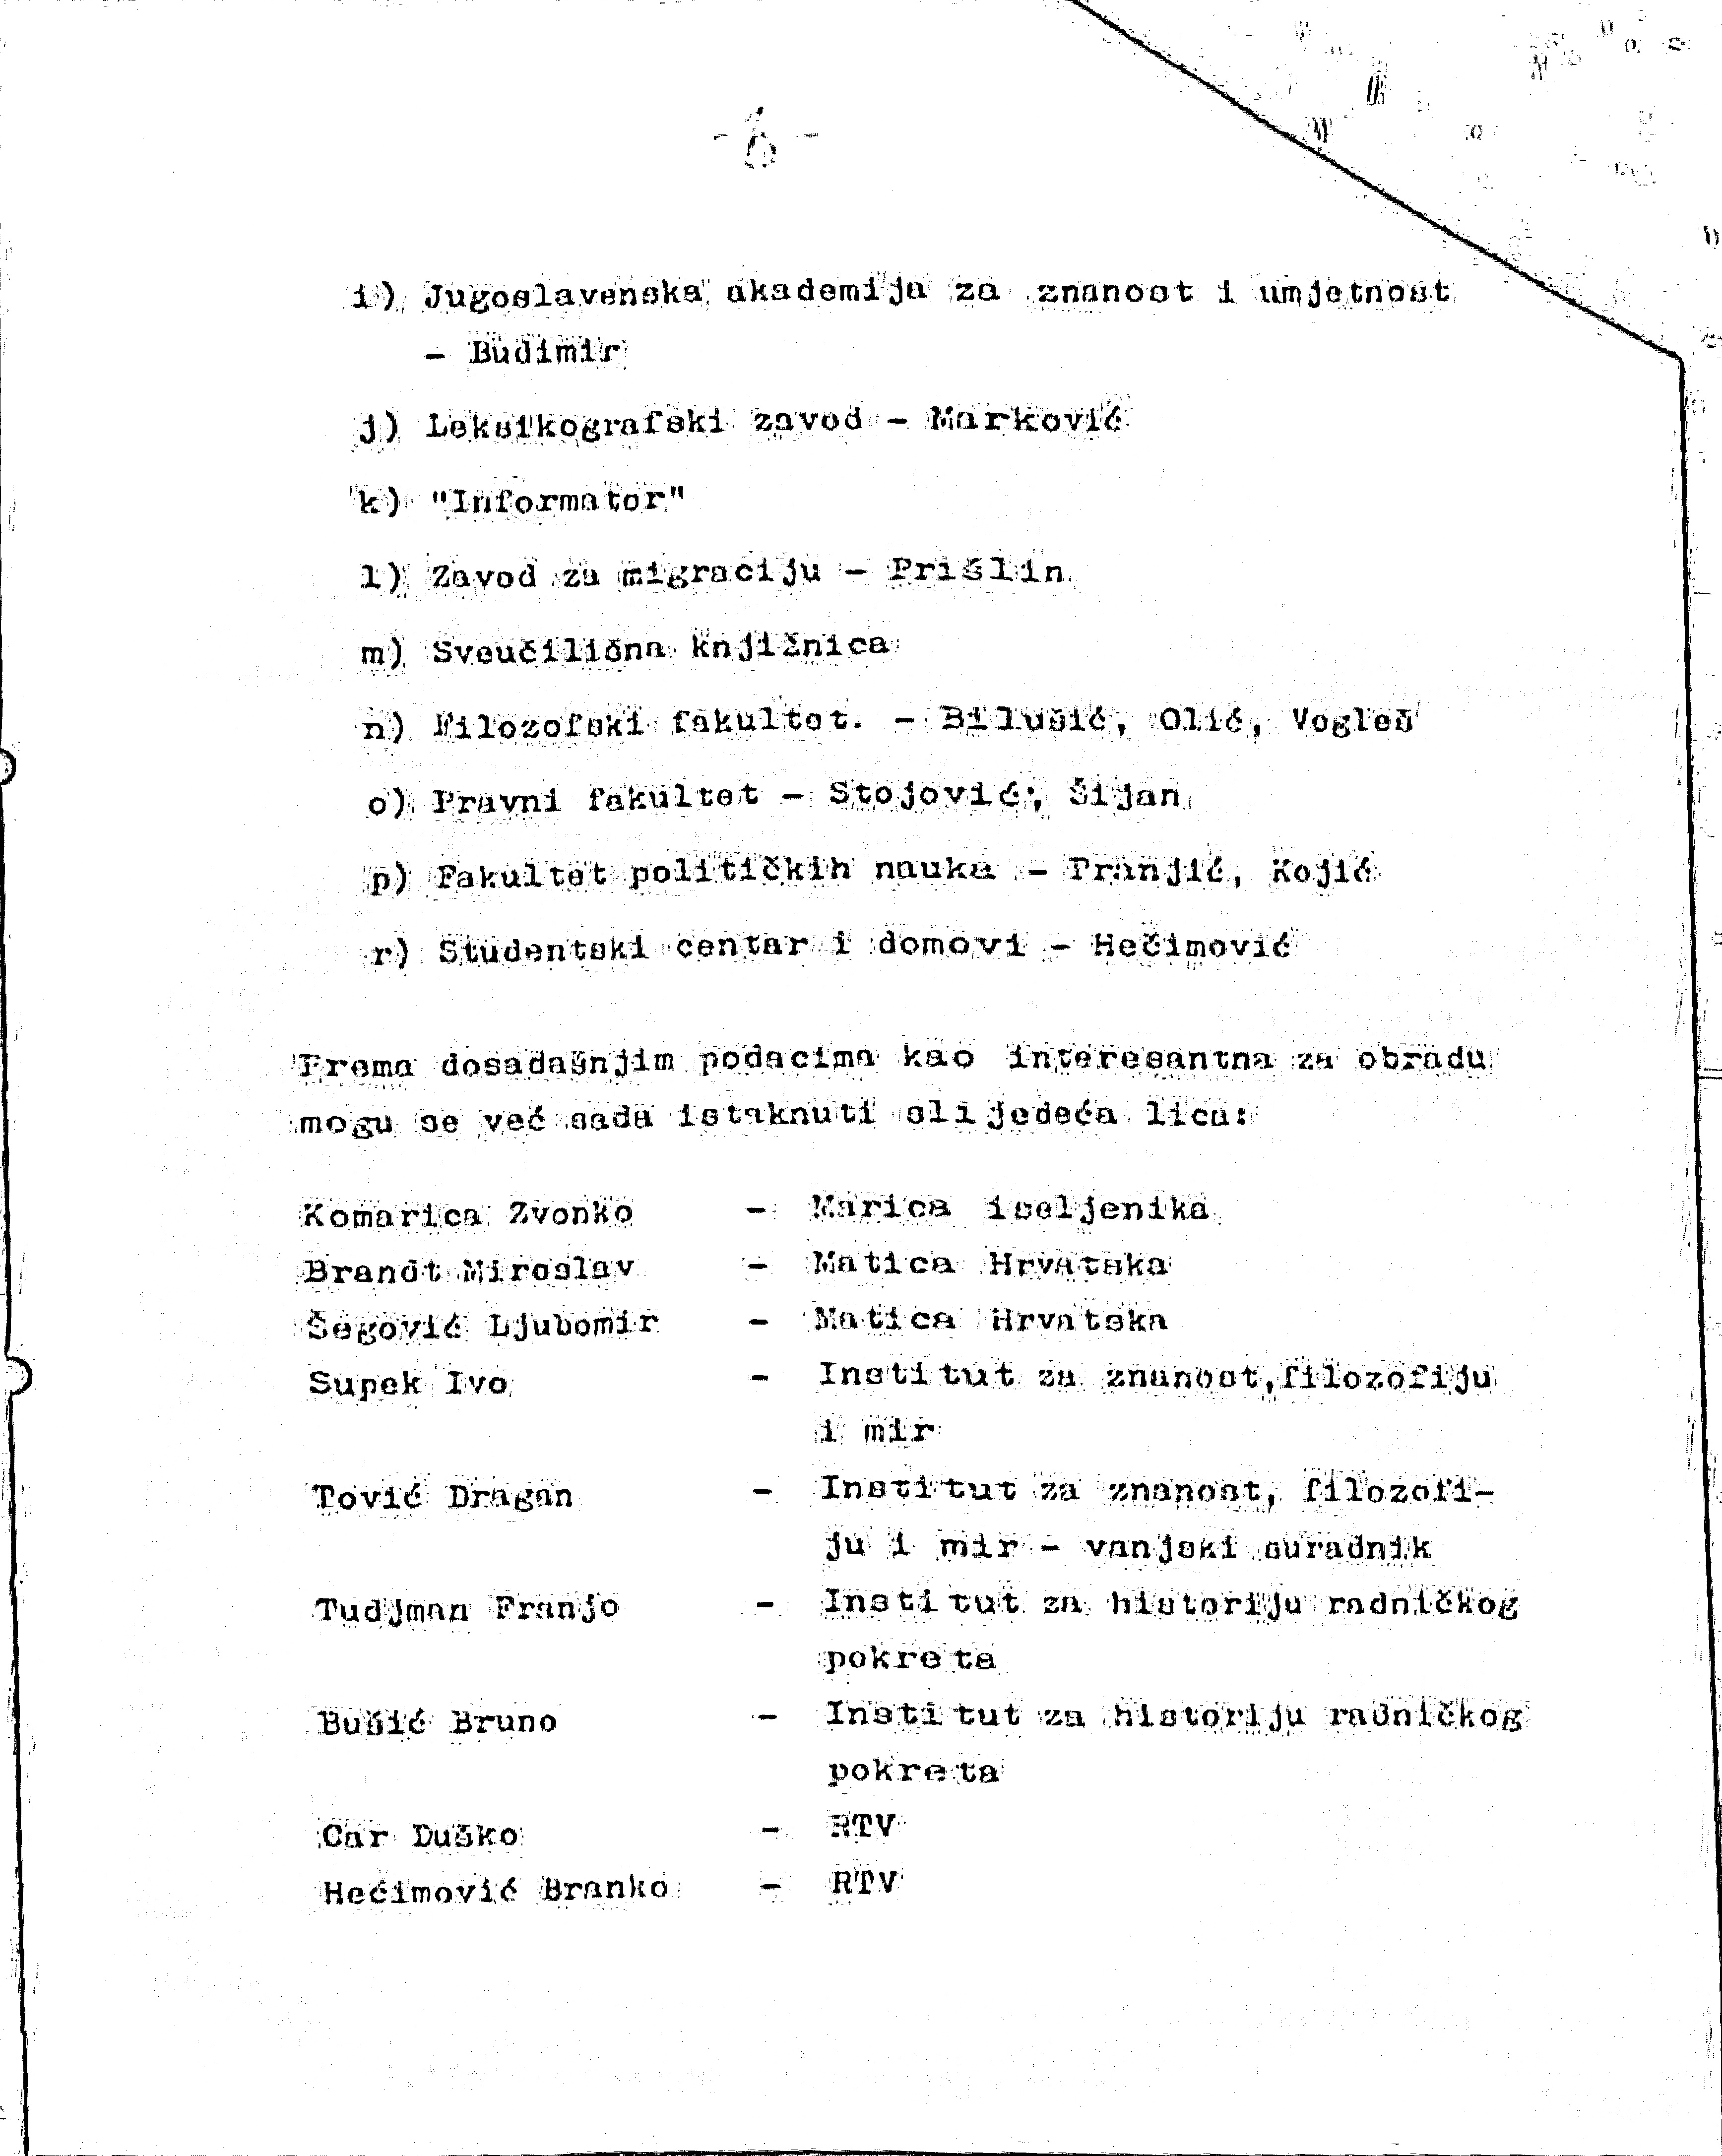 - 6 -
i) Jugoslavenska akademija za znanost i umjetnost
- Budimir
j) Leksikografski zavod - Marković
k) "Informator"
l) Zavod za migraciju - Prišlin
m) Sveučilišna knjižnica
n) Filozofski fakultet. - Bilušić, Olić, Vogleš
o) Pravni fakultet - Stojović, Šijan
p) Fakultet političkih nauka - Franjić, Kojić
r) Studentski centar i domovi - Hečimović
Prema dosadašnjim podacima kao interesantna za obradu
mogu se već sada istaknuti slijedeća lica:
Komarica Zvonko - Marica iseljenika
Brandt Miroslav - Matica Hrvatska
Šegović Ljubomir - Matica Hrvatska
Supek Ivo - Institut za znanost, filozofiju
i mir
Tović Dragan - Institut za znanost, filozofi-
ju i mir - vanjski suradnik
Tudjman Franjo - Institut za historiju radničkog
pokreta
Bušić Bruno - Institut za historiju radničkog
pokreta
Car Duško - RTV
Hećimović Branko - RTV